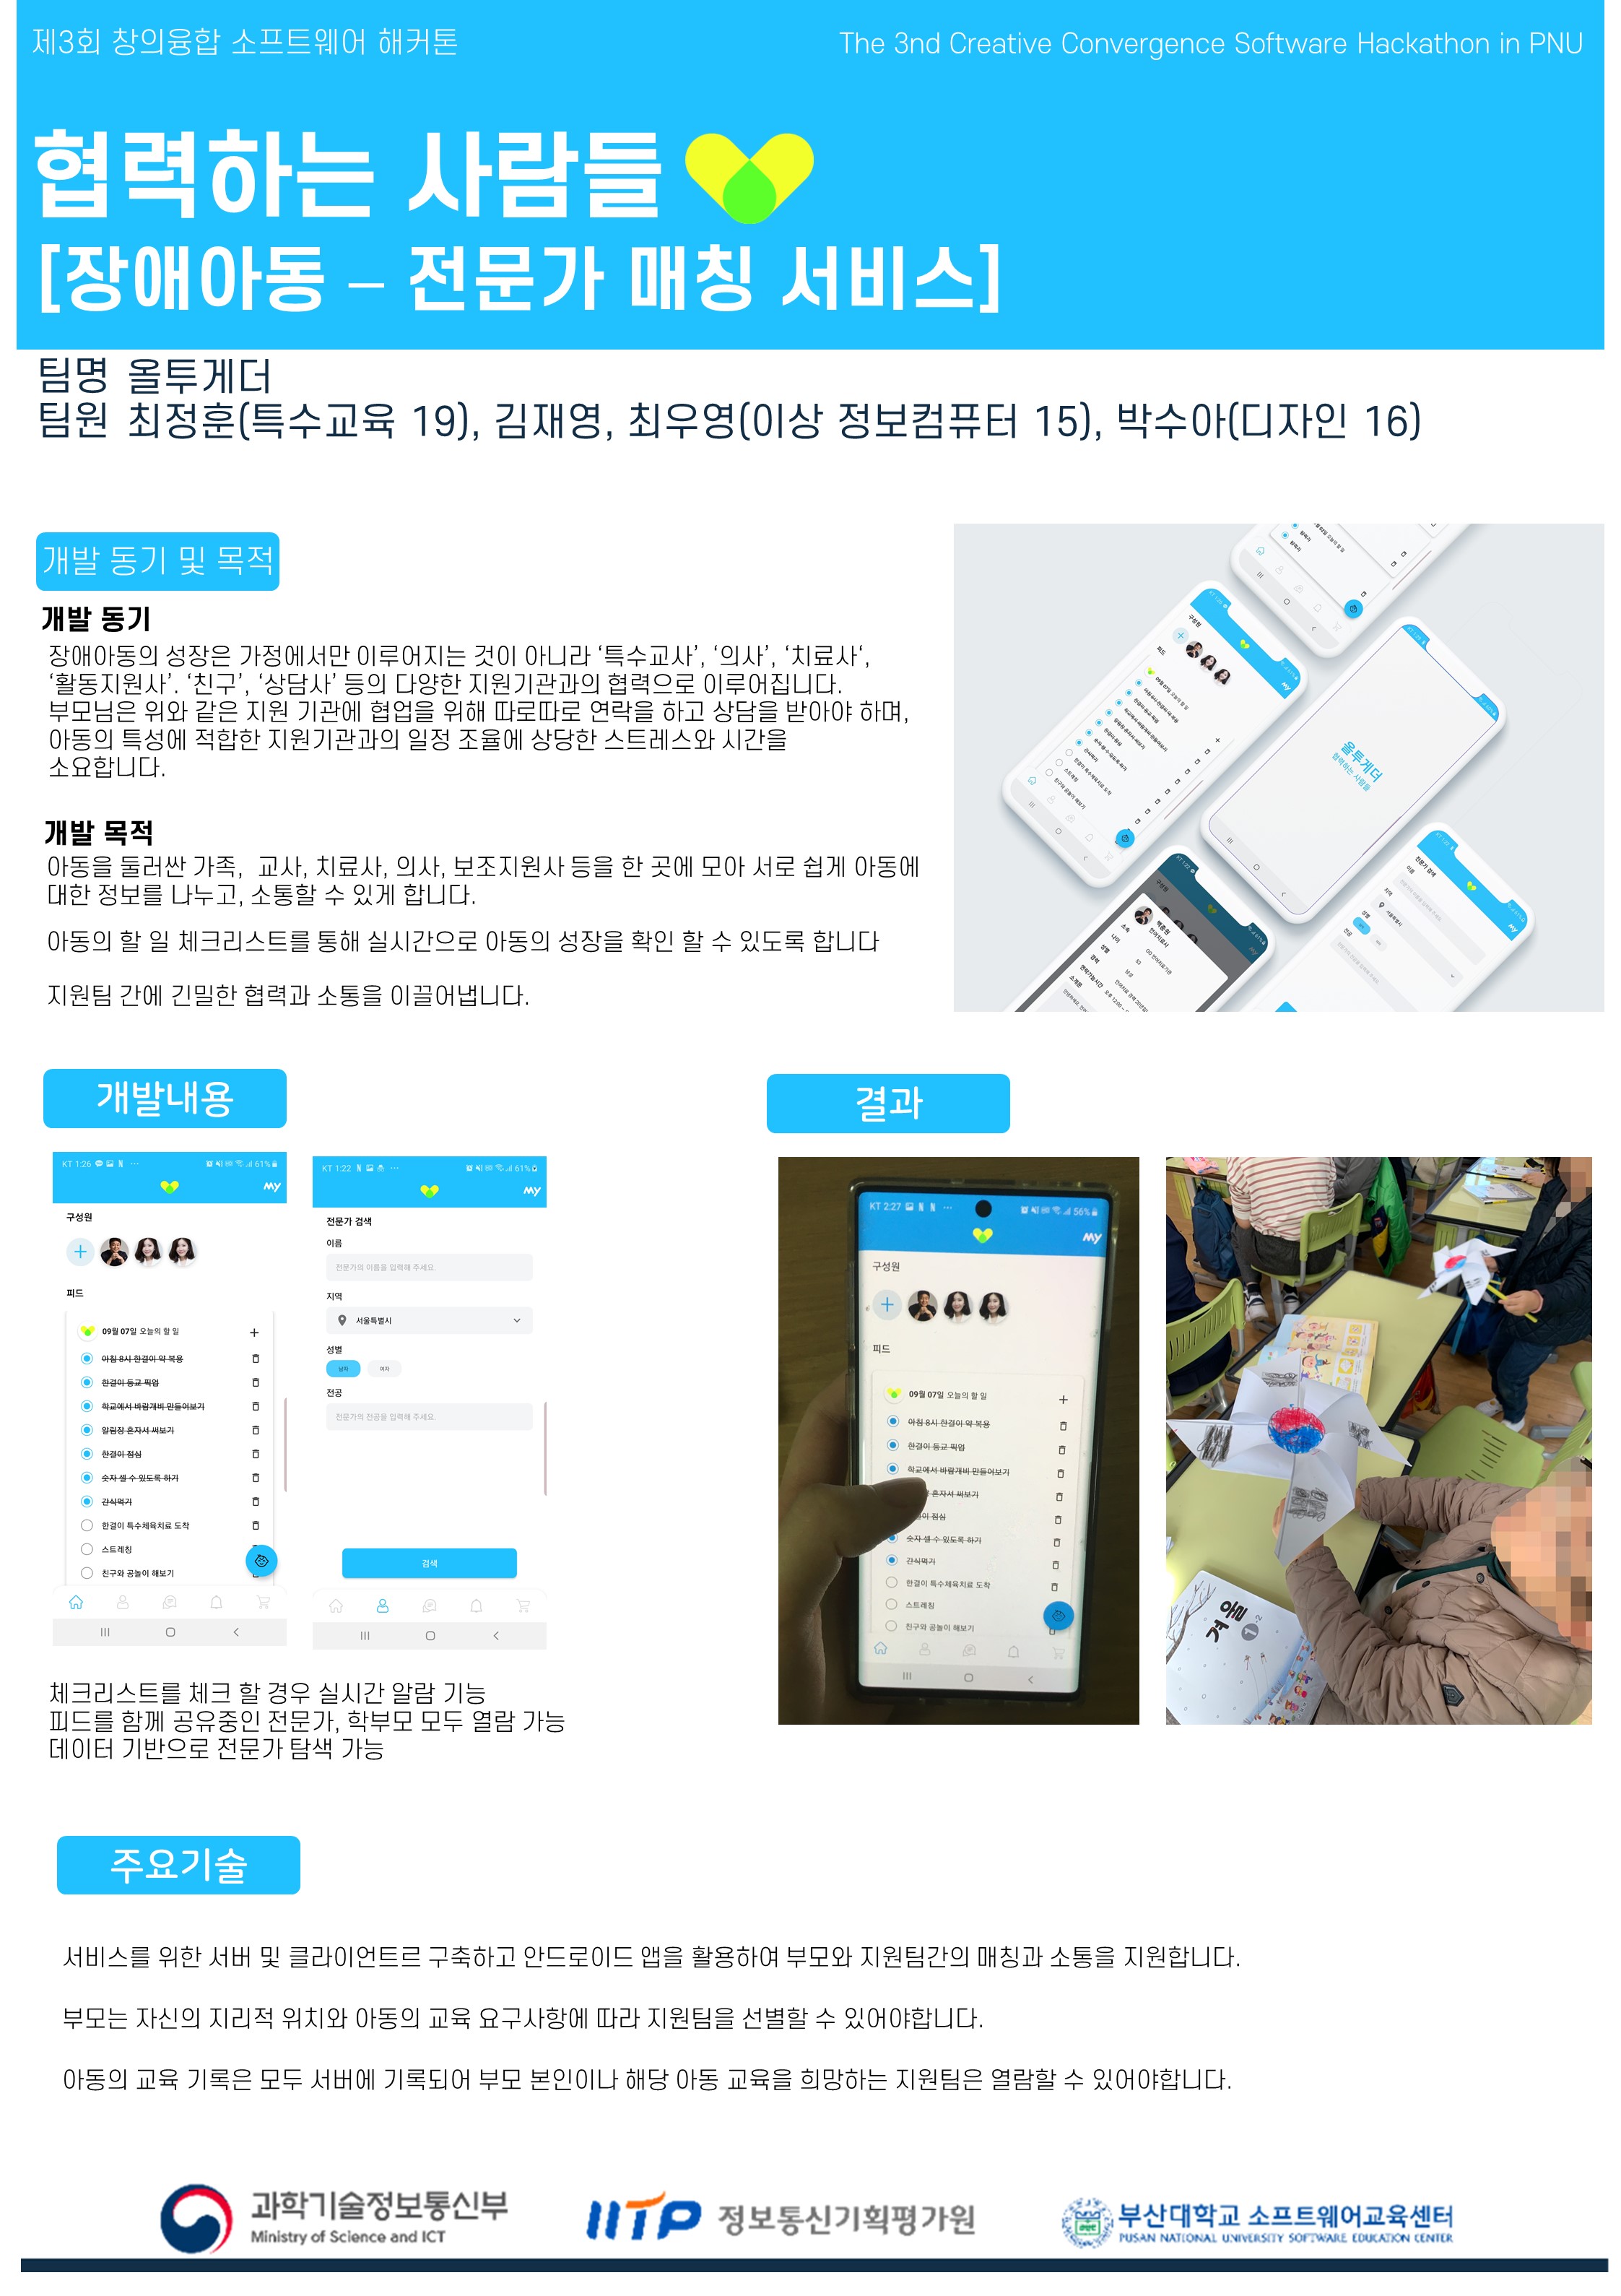 제3회 창의융합 소프트웨어 해커톤
The 3nd Creative Convergence Software Hackathon in PNU
협력하는 사람들
[장애아동 – 전문가 매칭 서비스]
팀명 올투게더
팀원 최정훈(특수교육 19), 김재영, 최우영(이상 정보컴퓨터 15), 박수아(디자인 16)
개발 동기 및 목적
개발 동기
장애아동의 성장은 가정에서만 이루어지는 것이 아니라 ‘특수교사’, ‘의사’, ‘치료사‘,
‘활동지원사’. ‘친구’, ‘상담사’ 등의 다양한 지원기관과의 협력으로 이루어집니다.
부모님은 위와 같은 지원 기관에 협업을 위해 따로따로 연락을 하고 상담을 받아야 하며,
아동의 특성에 적합한 지원기관과의 일정 조율에 상당한 스트레스와 시간을
소요합니다.
개발 목적
아동을 둘러싼 가족,  교사, 치료사, 의사, 보조지원사 등을 한 곳에 모아 서로 쉽게 아동에
대한 정보를 나누고, 소통할 수 있게 합니다.
아동의 할 일 체크리스트를 통해 실시간으로 아동의 성장을 확인 할 수 있도록 합니다
지원팀 간에 긴밀한 협력과 소통을 이끌어냅니다.
올투게더
협력하는 사람들
개발내용
KT 1:26 N ... 61%
My
구성원
피드
09월 07일 오늘의 할 일
아침 8시 한결이 약 복용
한결이 등교 픽업
학교에서 바람개비 만들어보기
알림장 혼자서 써보기
한결이 점심
숫자 셀 수 있도록 하기
간식먹기
한결이 특수체육치료 도착
스트레칭
친구와 공놀이 해보기
KT 1:22 N ... 61%
My
전문가 검색
이름
전문가의 이름을 입력해 주세요.
지역
서울특별시
성별
남자 여자
전공
전문가의 전공을 입력해 주세요.
검색
체크리스트를 체크 할 경우 실시간 알람 기능
피드를 함께 공유중인 전문가, 학부모 모두 열람 가능
데이터 기반으로 전문가 탐색 가능
결과
KT 2:27 N N ... 56%
My
구성원
피드
09월 07일 오늘의 할 일
아침 8시 한결이 약 복용
한결이 등교 픽업
학교에서 바람개비 만들어보기
혼자서 써보기
점심
숫자 셀 수 있도록 하기
간식먹기
한결이 특수체육치료 도착
스트레칭
친구와 공놀이 해보기
겨울
1-2
주요기술
서비스를 위한 서버 및 클라이언트르 구축하고 안드로이드 앱을 활용하여 부모와 지원팀간의 매칭과 소통을 지원합니다.
부모는 자신의 지리적 위치와 아동의 교육 요구사항에 따라 지원팀을 선별할 수 있어야합니다.
아동의 교육 기록은 모두 서버에 기록되어 부모 본인이나 해당 아동 교육을 희망하는 지원팀은 열람할 수 있어야합니다.
과학기술정보통신부
Ministry of Science and ICT
IITP 정보통신기획평가원
부산대학교 소프트웨어교육센터
PUSAN NATIONAL UNIVERSITY SOFTWARE EDUCATION CENTER